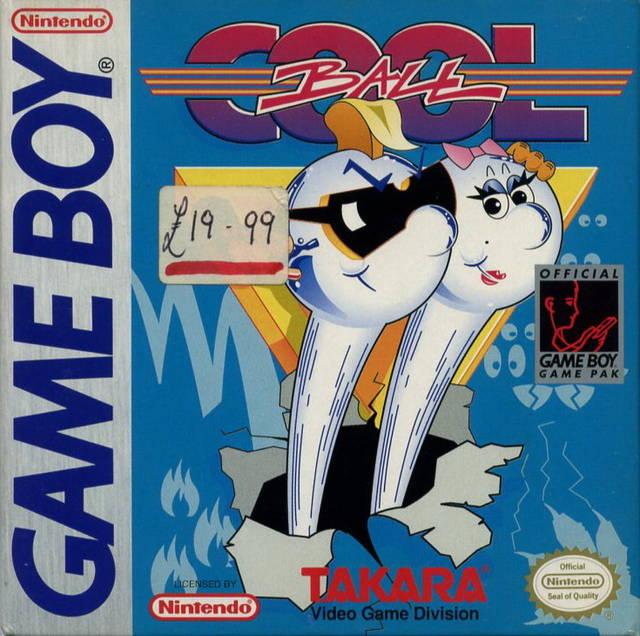 Nintendo®
GAME BOY®
COOL
BALL
£19-99
OFFICIAL
GAME BOY
GAME PAK
LICENSED BY
Nintendo®
TAKARA®
Video Game Division
Official
Nintendo
Seal of Quality
®